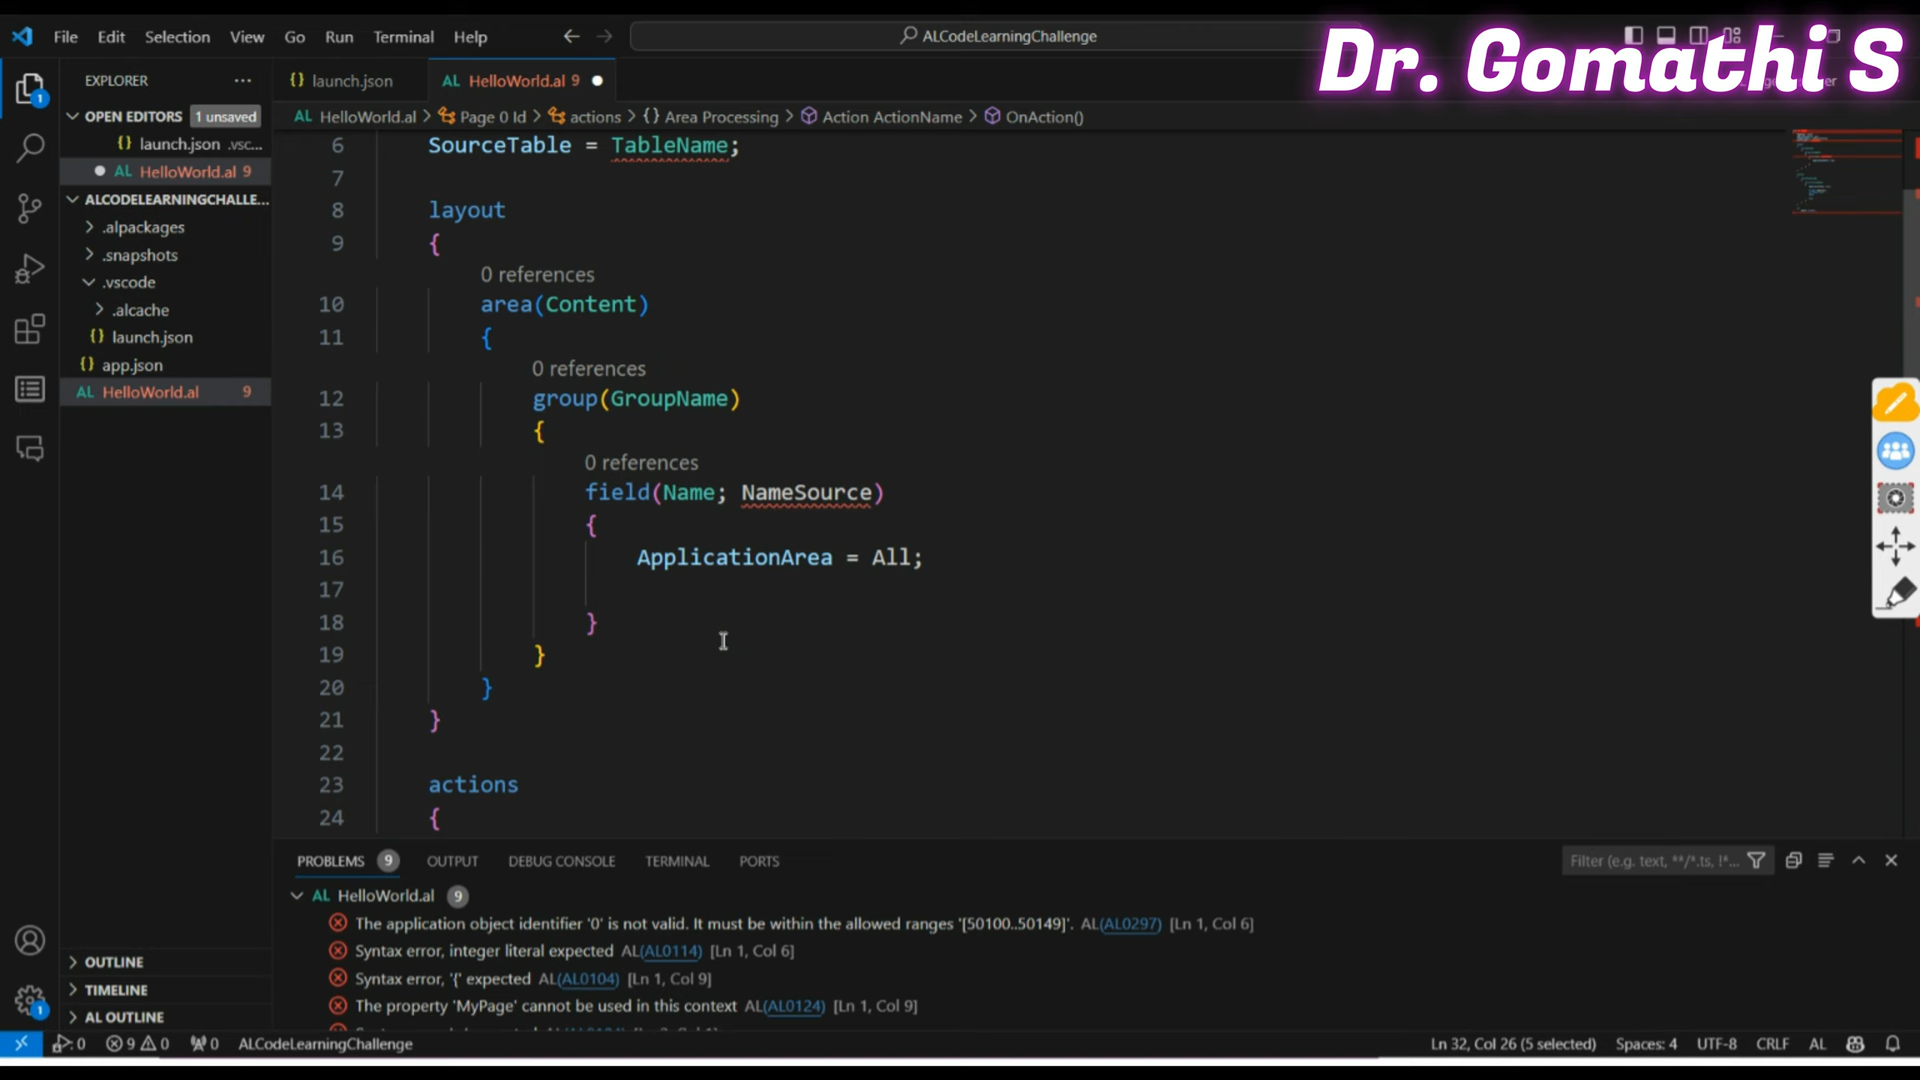 File Edit Selection View Go Run Terminal Help
ALCodeLearningChallenge
Dr. Gomathi S
EXPLORER
OPEN EDITORS 1 unsaved
launch.json .vsc...
HelloWorld.al 9
ALCODELEARNINGCHALLE...
.alpackages
.snapshots
.vscode
.alcache
launch.json
app.json
AL HelloWorld.al 9
OUTLINE
TIMELINE
AL OUTLINE
launch.json
AL HelloWorld.al 9
AL HelloWorld.al > Page 0 Id > actions > {} Area Processing > Action ActionName > OnAction()
6 SourceTable = TableName;
7
8 layout
9 {
0 references
10 area(Content)
11 {
0 references
12 group(GroupName)
13 {
0 references
14 field(Name; NameSource)
15 {
16 ApplicationArea = All;
17
18 }
19 }
20 }
21 }
22
23 actions
24 {
PROBLEMS 9 OUTPUT DEBUG CONSOLE TERMINAL PORTS
Filter (e.g. text, **/*.ts, !*...
AL HelloWorld.al 9
The application object identifier '0' is not valid. It must be within the allowed ranges '[50100..50149]'. AL(AL0297) [Ln 1, Col 6]
Syntax error, integer literal expected AL(AL0114) [Ln 1, Col 6]
Syntax error, '{' expected AL(AL0104) [Ln 1, Col 9]
The property 'MyPage' cannot be used in this context AL(AL0124) [Ln 1, Col 9]
0 9 0 0 ALCodeLearningChallenge
Ln 32, Col 26 (5 selected) Spaces: 4 UTF-8 CRLF AL